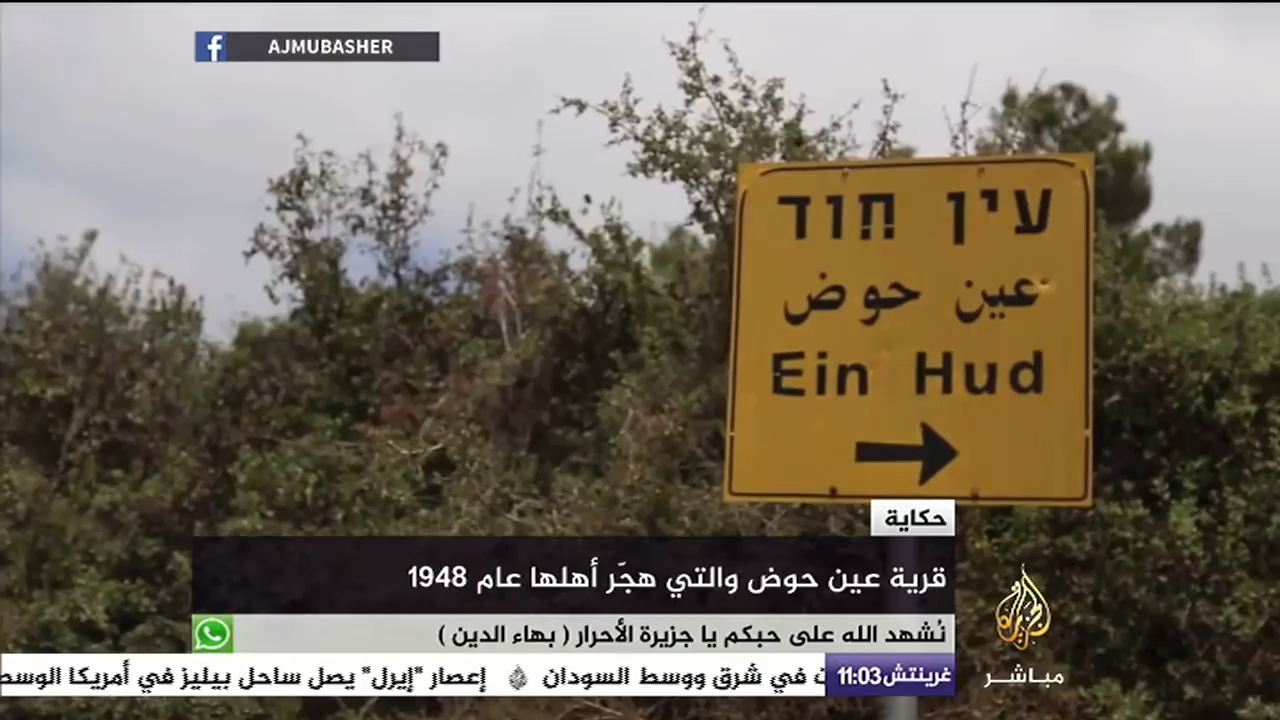 AJMUBASHER
עין חוד
عين حوض
Ein Hud
حكاية
قرية عين حوض والتي هجّر أهلها عام 1948
نُشهد الله على حبكم يا جزيرة الأحرار ( بهاء الدين )
غرينتش 11:03
في شرق ووسط السودان
إعصار "إيرل" يصل ساحل بيليز في أمريكا
الجزيرة
مباشر